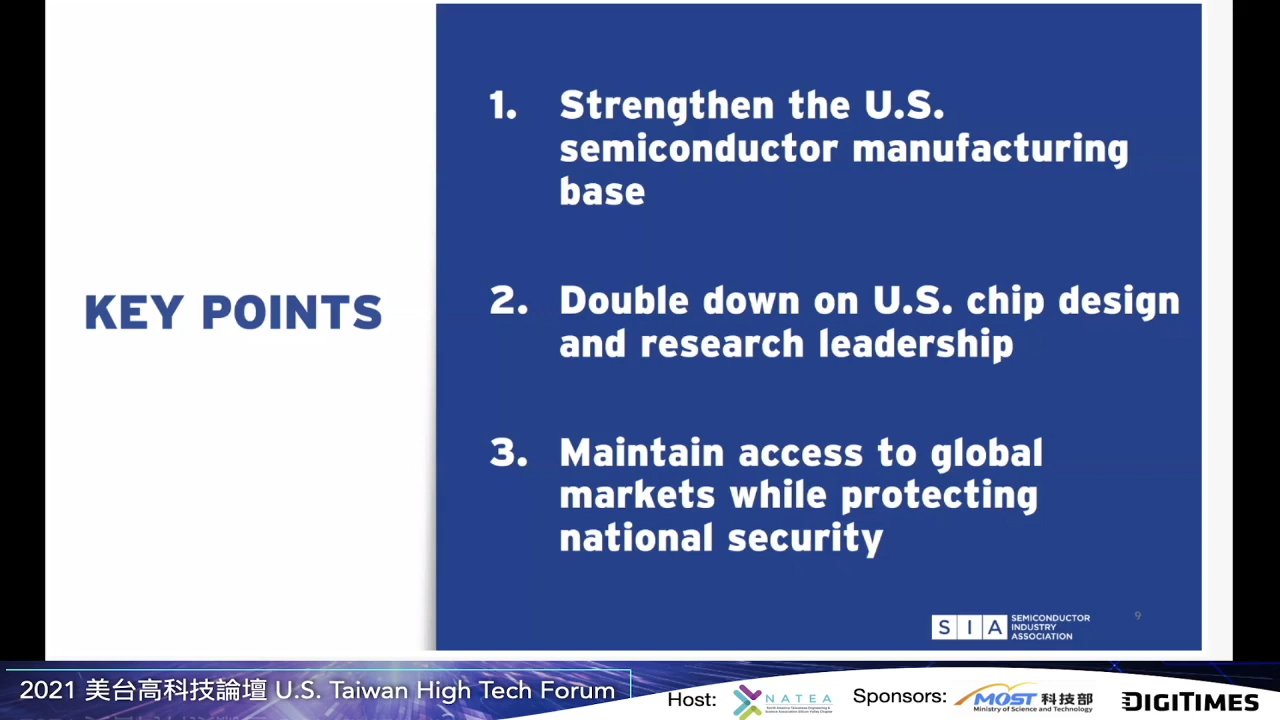 KEY POINTS
1. Strengthen the U.S.
semiconductor manufacturing
base
2. Double down on U.S. chip design
and research leadership
3. Maintain access to global
markets while protecting
national security
SIA
SEMICONDUCTOR
INDUSTRY
ASSOCIATION
9
2021 美台高科技論壇 U.S. Taiwan High Tech Forum
Host:
NATEA
Sponsors:
MOST 科技部
Ministry of Science and Technology
DIGITIMES